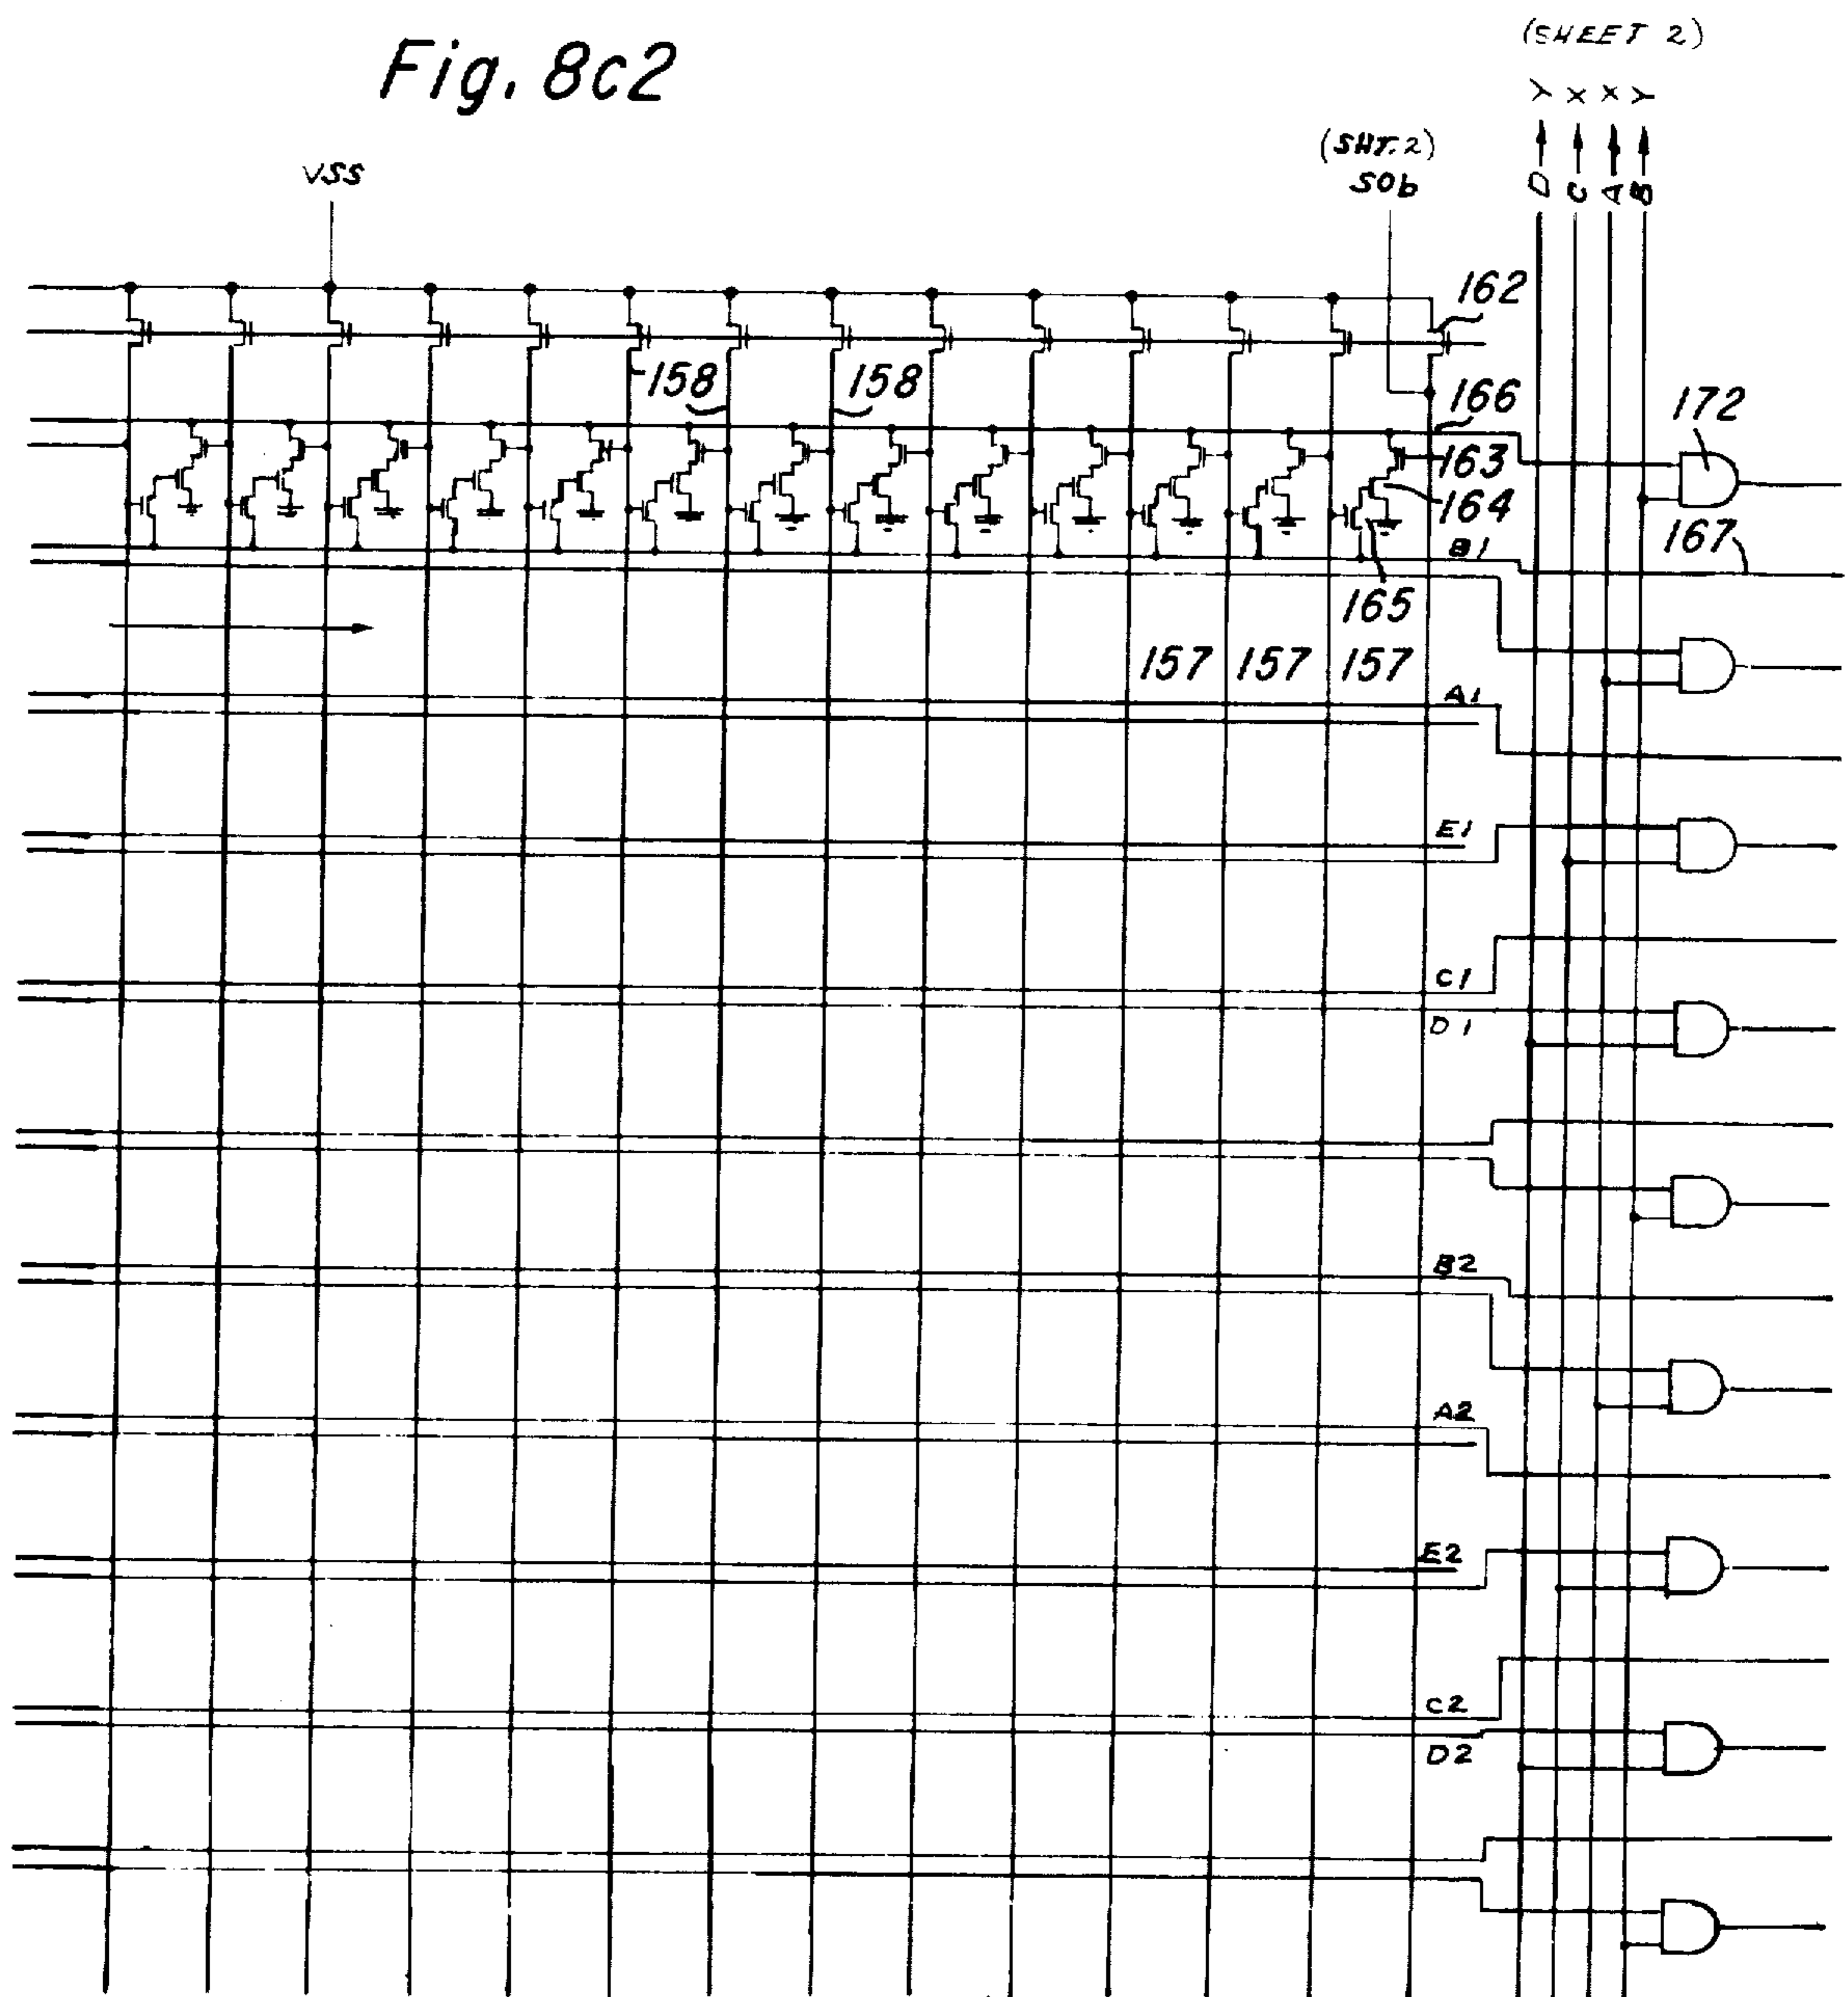 Fig. 8c2
(SHEET 2)
Y X X Y
D C A B
(SHT. 2)
SOb
VSS
162
158 158
166
172
163
164
B1
167
165
157 157 157
A1
E1
C1
D1
B2
A2
E2
C2
D2